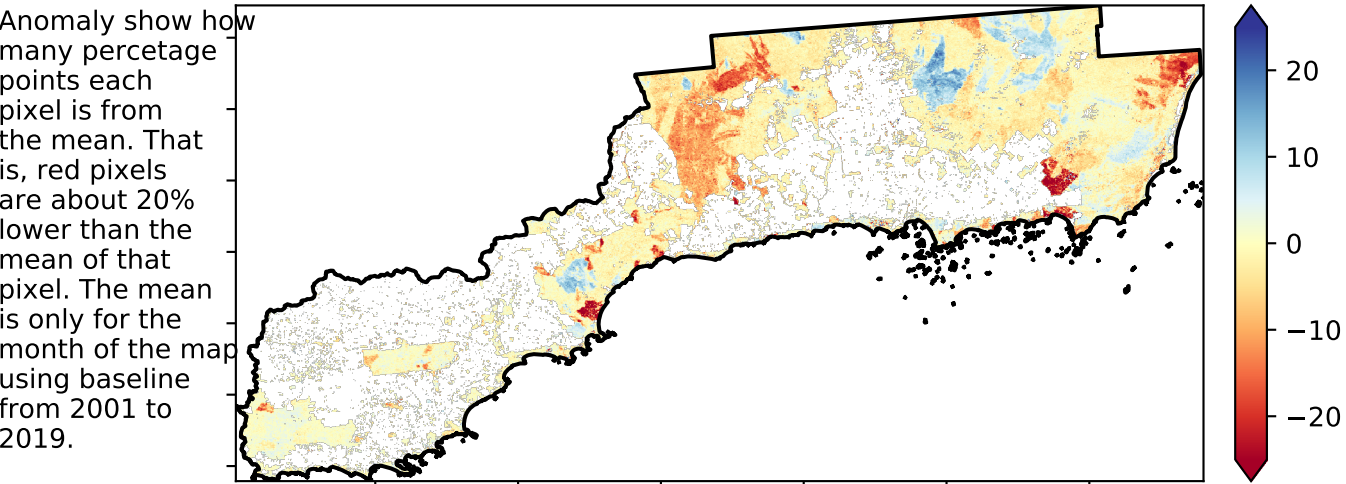 Anomaly show how
many percetage
points each
pixel is from
the mean. That
is, red pixels
are about 20%
lower than the
mean of that
pixel. The mean
is only for the
month of the map
using baseline
from 2001 to
2019.
20
10
0
−10
−20